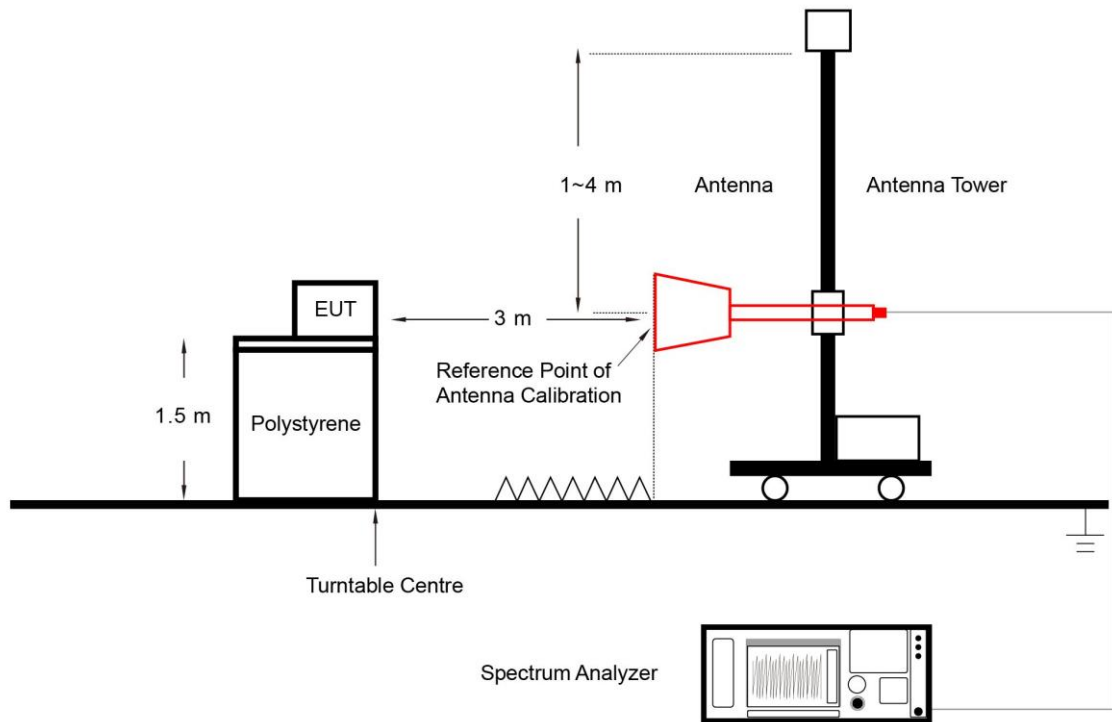 1~4 m
Antenna
Antenna Tower
EUT
3 m
Reference Point of
Antenna Calibration
1.5 m
Polystyrene
Turntable Centre
Spectrum Analyzer